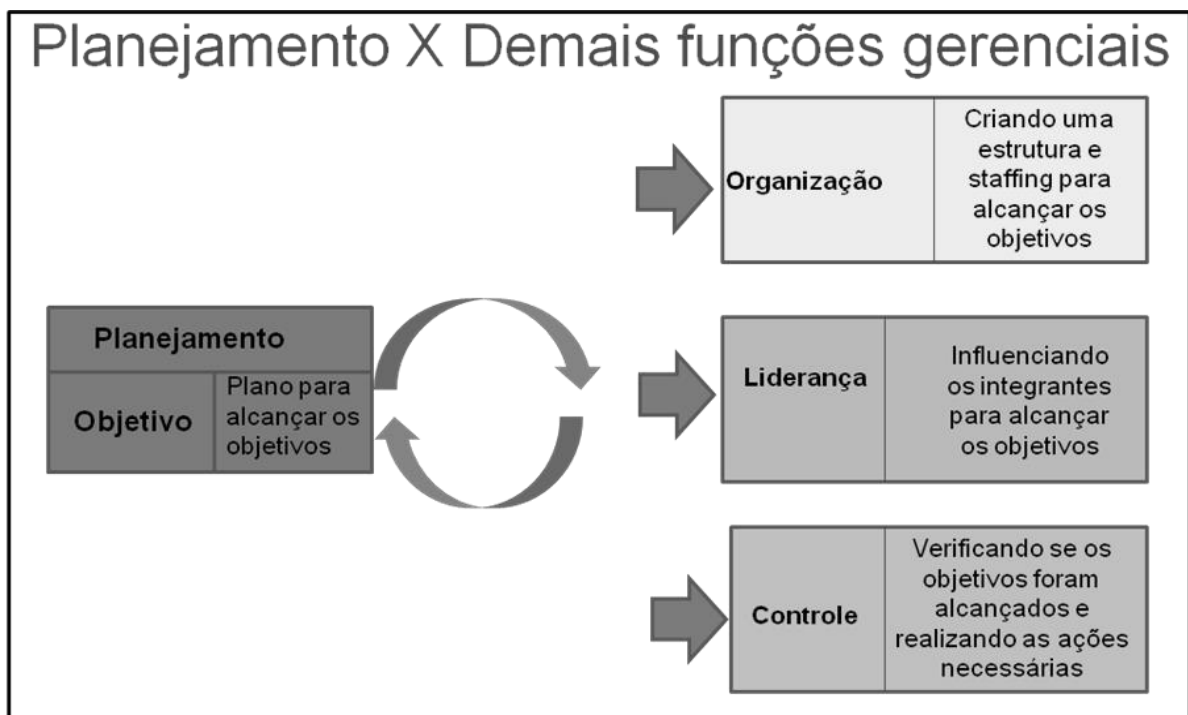 Planejamento X Demais funções gerenciais
Organização
Criando uma
estrutura e
staffing para
alcançar os
objetivos
Planejamento
Objetivo
Plano para
alcançar os
objetivos
Liderança
Influenciando
os integrantes
para alcançar
os objetivos
Controle
Verificando se os
objetivos foram
alcançados e
realizando as ações
necessárias